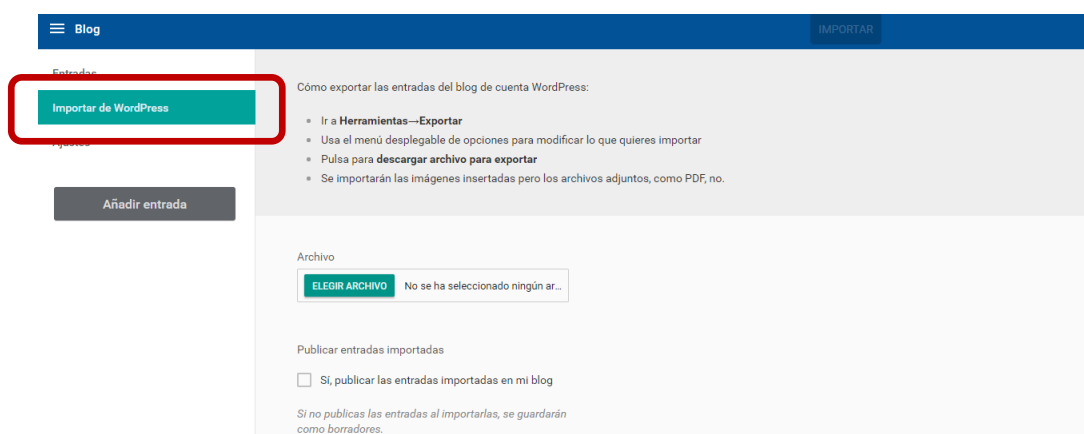 Blog
IMPORTAR
Entradas
Importar de WordPress
Ajustes
Añadir entrada
Cómo exportar las entradas del blog de cuenta WordPress:
Ir a Herramientas→Exportar
Usa el menú desplegable de opciones para modificar lo que quieres importar
Pulsa para descargar archivo para exportar
Se importarán las imágenes insertadas pero los archivos adjuntos, como PDF, no.
Archivo
ELEGIR ARCHIVO No se ha seleccionado ningún ar...
Publicar entradas importadas
Sí, publicar las entradas importadas en mi blog
Si no publicas las entradas al importarlas, se guardarán
como borradores.